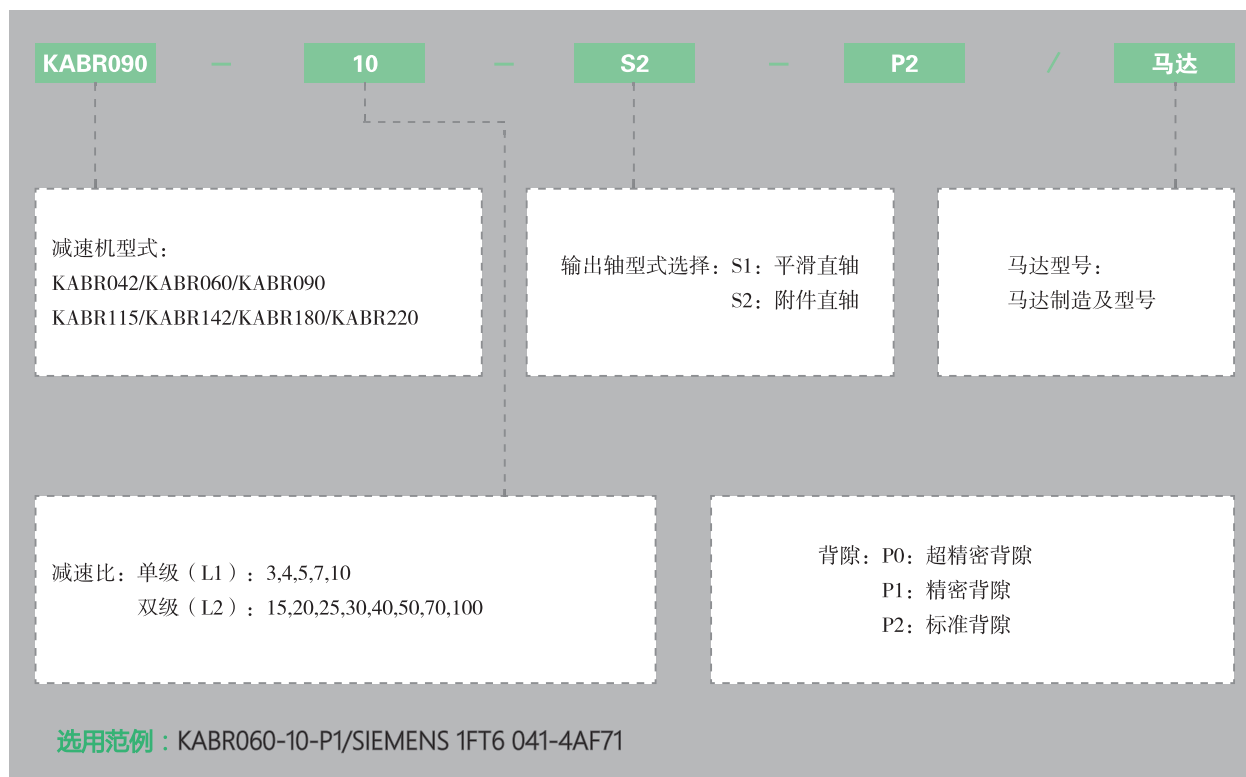 KABR090 — 10 — S2 — P2 / 马达
减速机型式：
KABR042/KABR060/KABR090
KABR115/KABR142/KABR180/KABR220
输出轴型式选择：S1：平滑直轴
S2：附件直轴
马达型号：
马达制造及型号
减速比：单级（L1）：3,4,5,7,10
双级（L2）：15,20,25,30,40,50,70,100
背隙：P0：超精密背隙
P1：精密背隙
P2：标准背隙
选用范例：KABR060-10-P1/SIEMENS 1FT6 041-4AF71